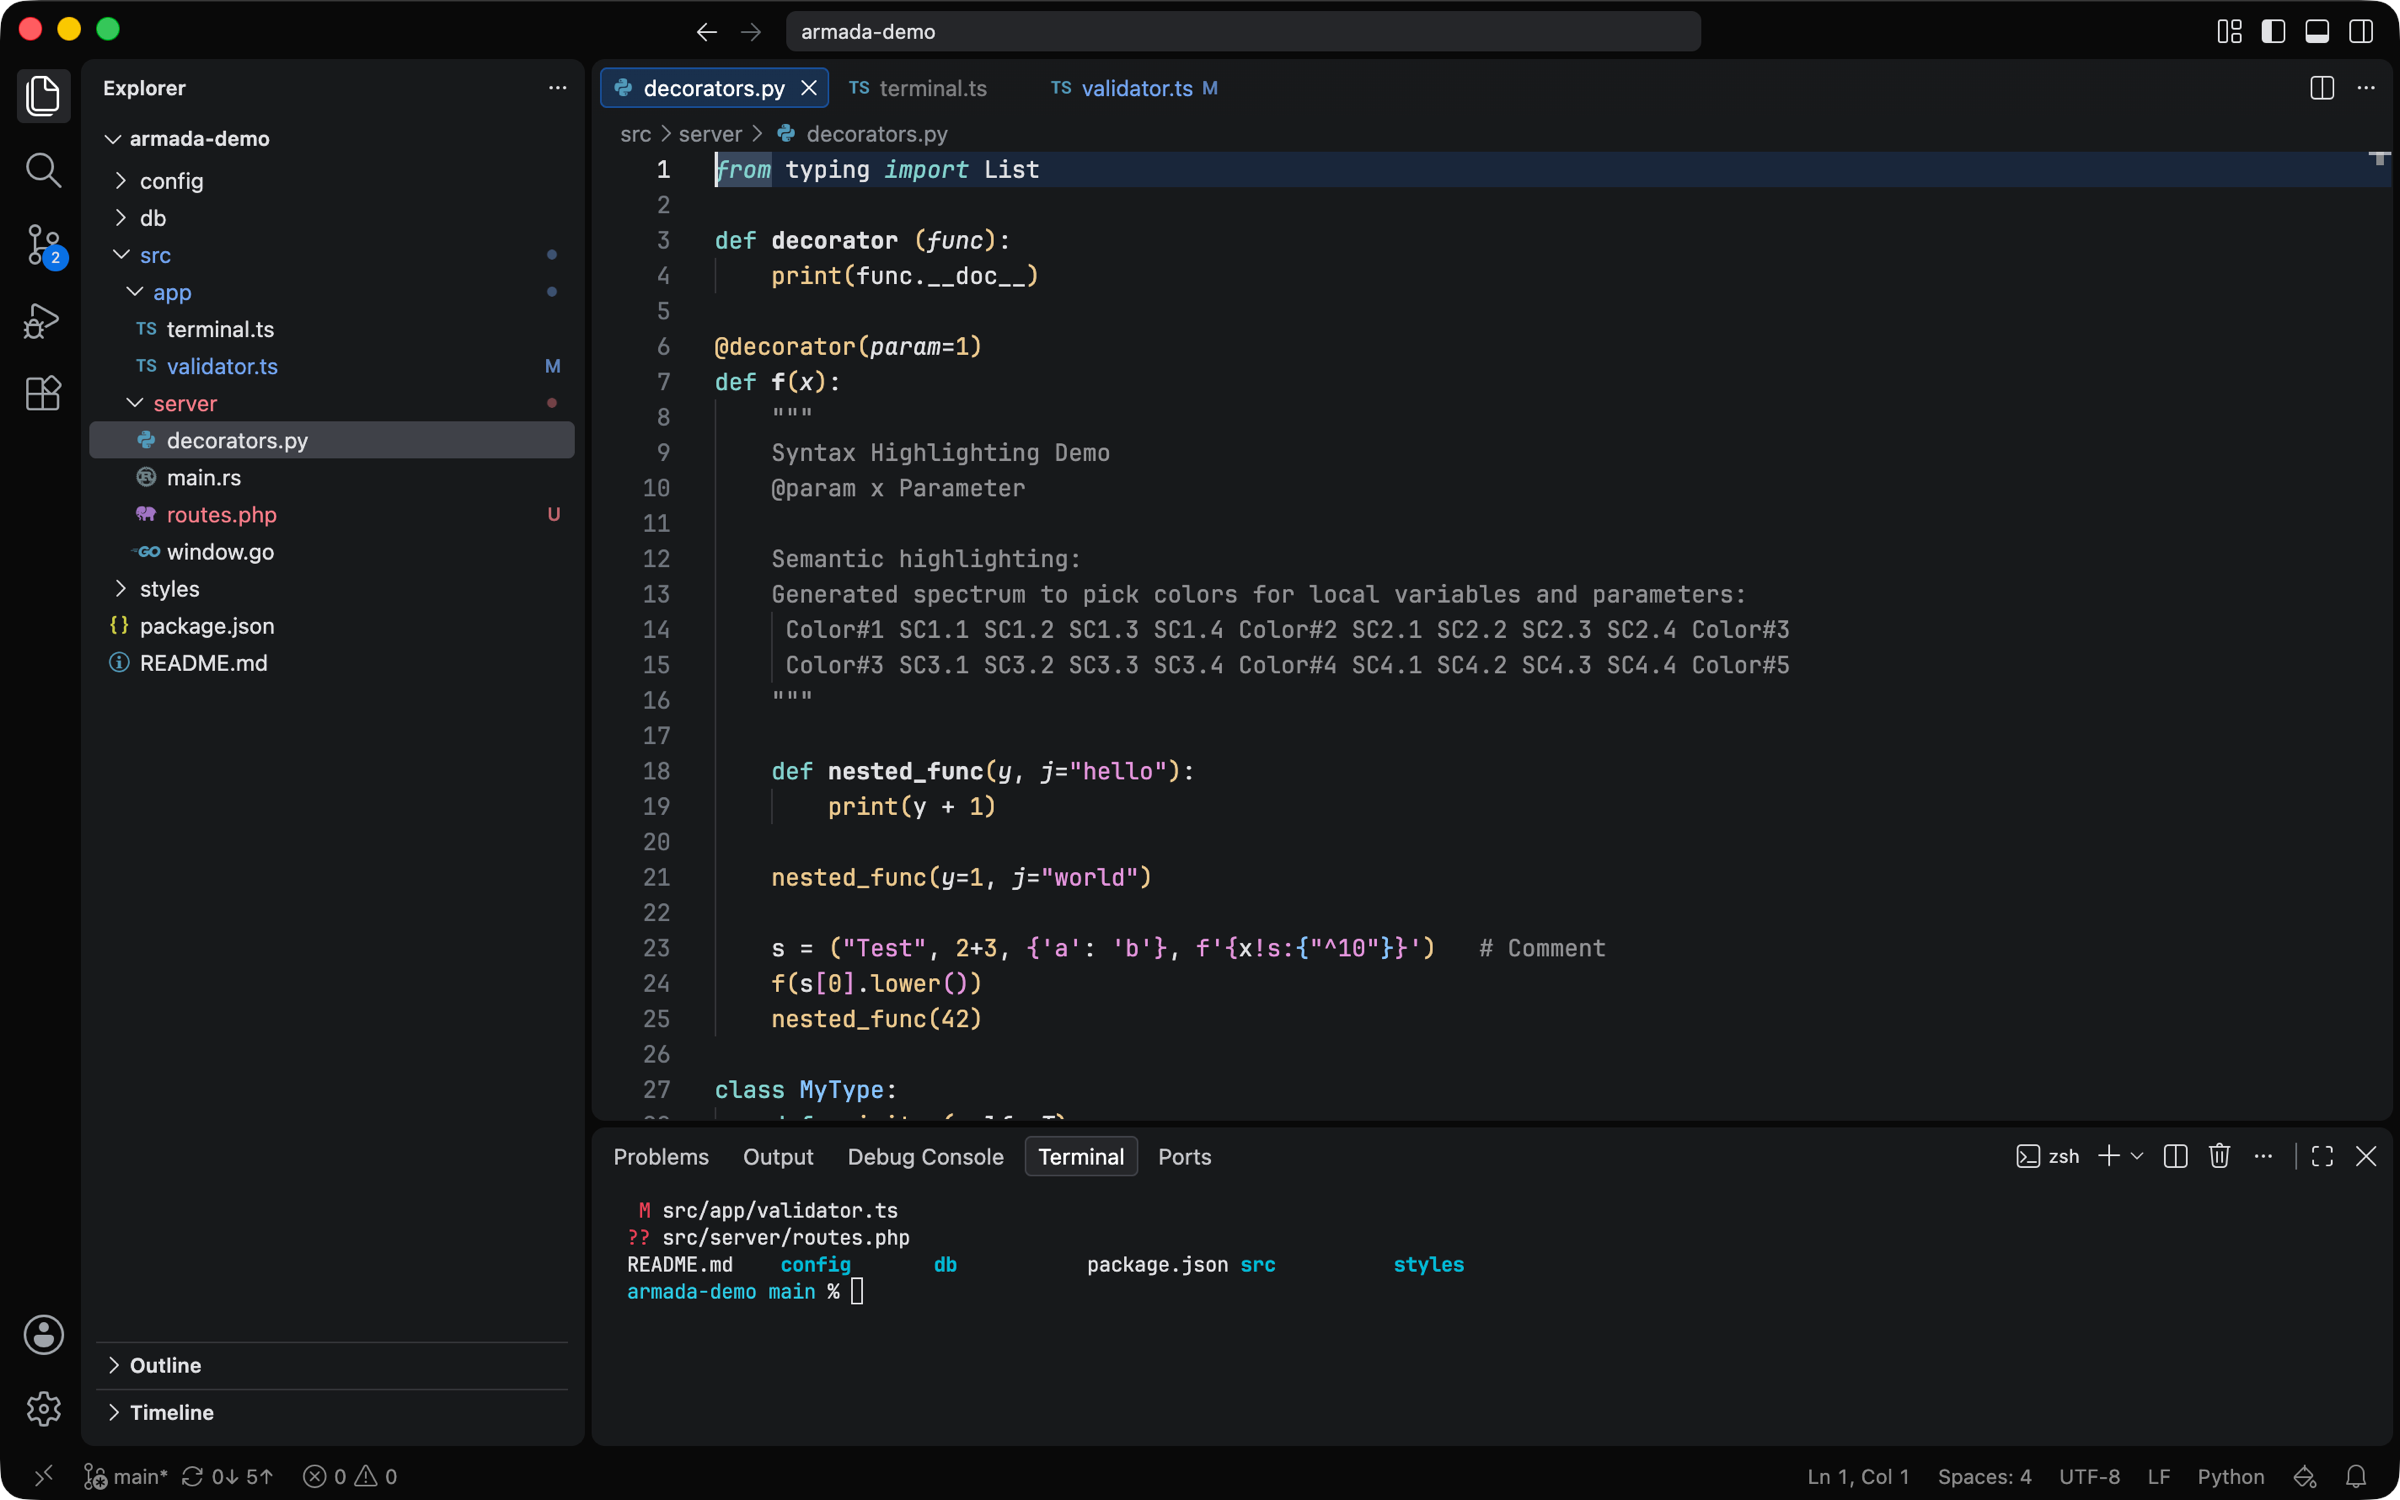 armada-demo
Explorer
armada-demo
config
db
src
app
TS terminal.ts
TS validator.ts M
server
decorators.py
main.rs
routes.php U
GO window.go
styles
{} package.json
README.md
Outline
Timeline
2
decorators.py
TS terminal.ts
TS validator.ts M
src > server > decorators.py
1 from typing import List
2
3 def decorator (func):
4 print(func.__doc__)
5
6 @decorator(param=1)
7 def f(x):
8 """
9 Syntax Highlighting Demo
10 @param x Parameter
11
12 Semantic highlighting:
13 Generated spectrum to pick colors for local variables and parameters:
14 Color#1 SC1.1 SC1.2 SC1.3 SC1.4 Color#2 SC2.1 SC2.2 SC2.3 SC2.4 Color#3
15 Color#3 SC3.1 SC3.2 SC3.3 SC3.4 Color#4 SC4.1 SC4.2 SC4.3 SC4.4 Color#5
16 """
17
18 def nested_func(y, j="hello"):
19 print(y + 1)
20
21 nested_func(y=1, j="world")
22
23 s = ("Test", 2+3, {'a': 'b'}, f'{x!s:{"^10"}}') # Comment
24 f(s[0].lower())
25 nested_func(42)
26
27 class MyType:
Problems Output Debug Console Terminal Ports
zsh
M src/app/validator.ts
?? src/server/routes.php
README.md config db package.json src styles
armada-demo main %
main* 0↓ 5↑ 0 0
Ln 1, Col 1 Spaces: 4 UTF-8 LF Python